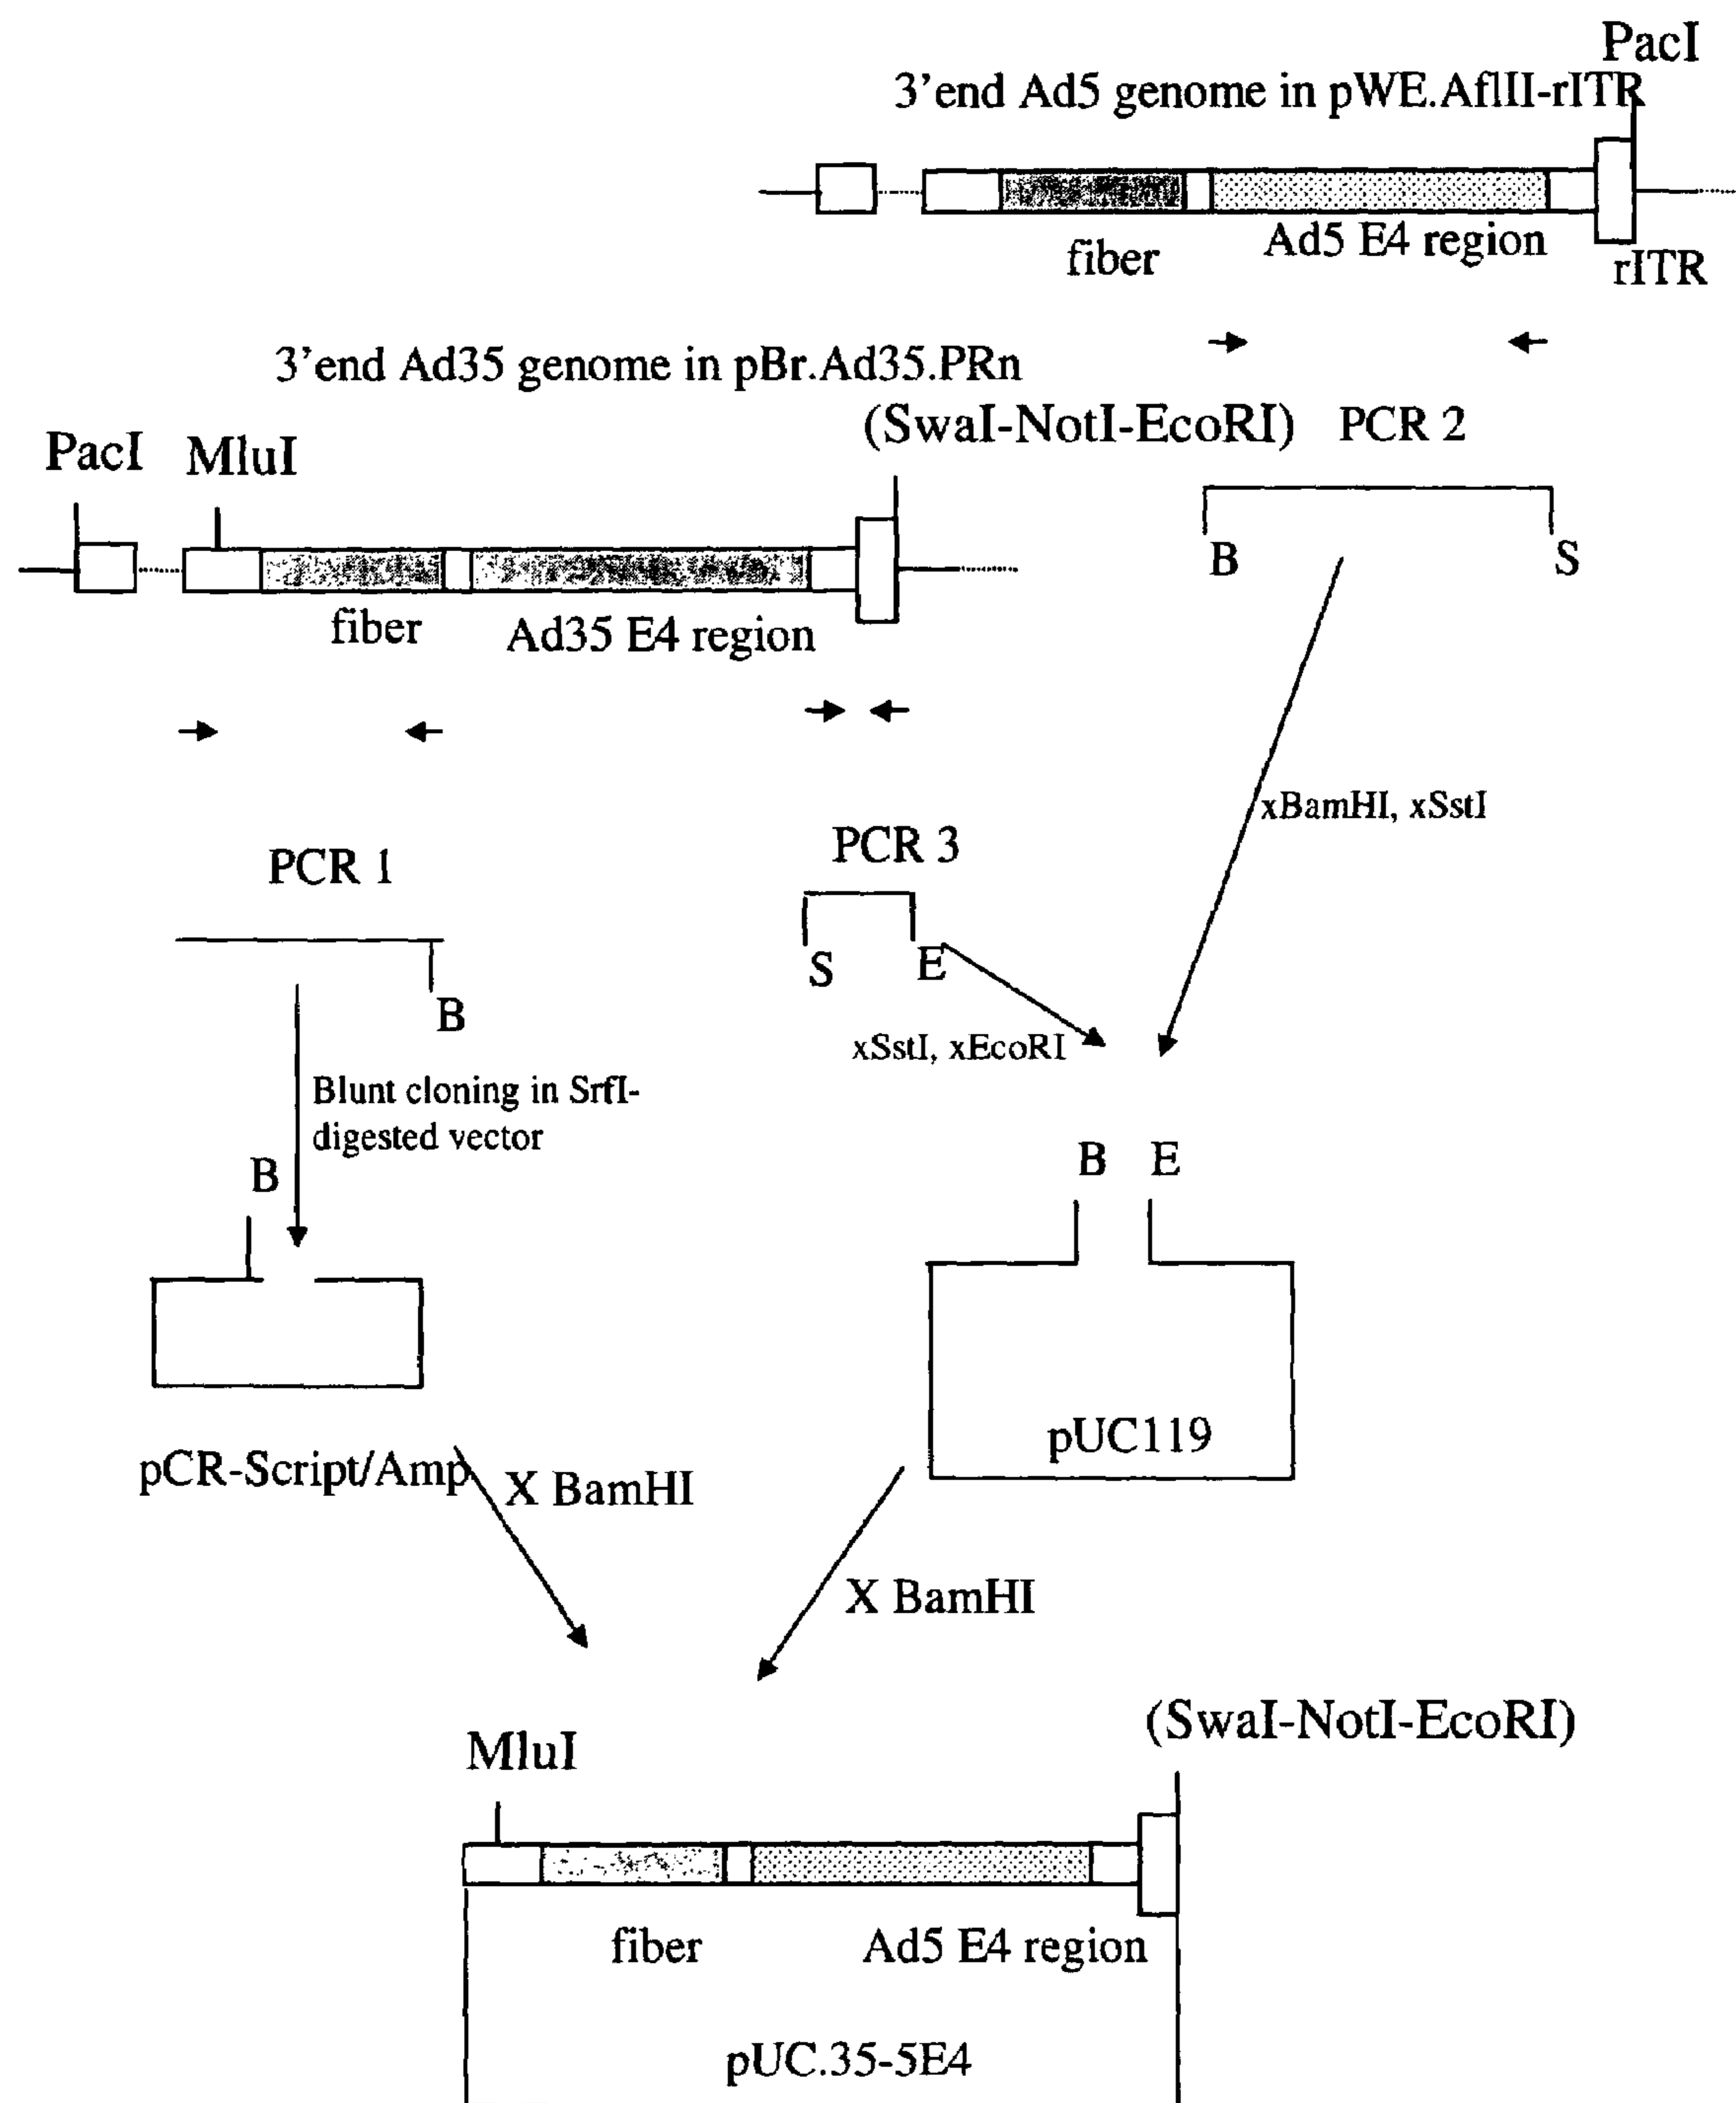 PacI
3'end Ad5 genome in pWE.AflII-rITR
fiber
Ad5 E4 region
rITR
3'end Ad35 genome in pBr.Ad35.PRn
(SwaI-NotI-EcoRI)
PCR 2
PacI
MluI
B
S
fiber
Ad35 E4 region
xBamHI, xSstI
PCR 1
PCR 3
S
E
B
xSstI, xEcoRI
Blunt cloning in SrfI-
digested vector
B
B
E
pUC119
pCR-Script/Amp
X BamHI
X BamHI
(SwaI-NotI-EcoRI)
MluI
fiber
Ad5 E4 region
pUC.35-5E4